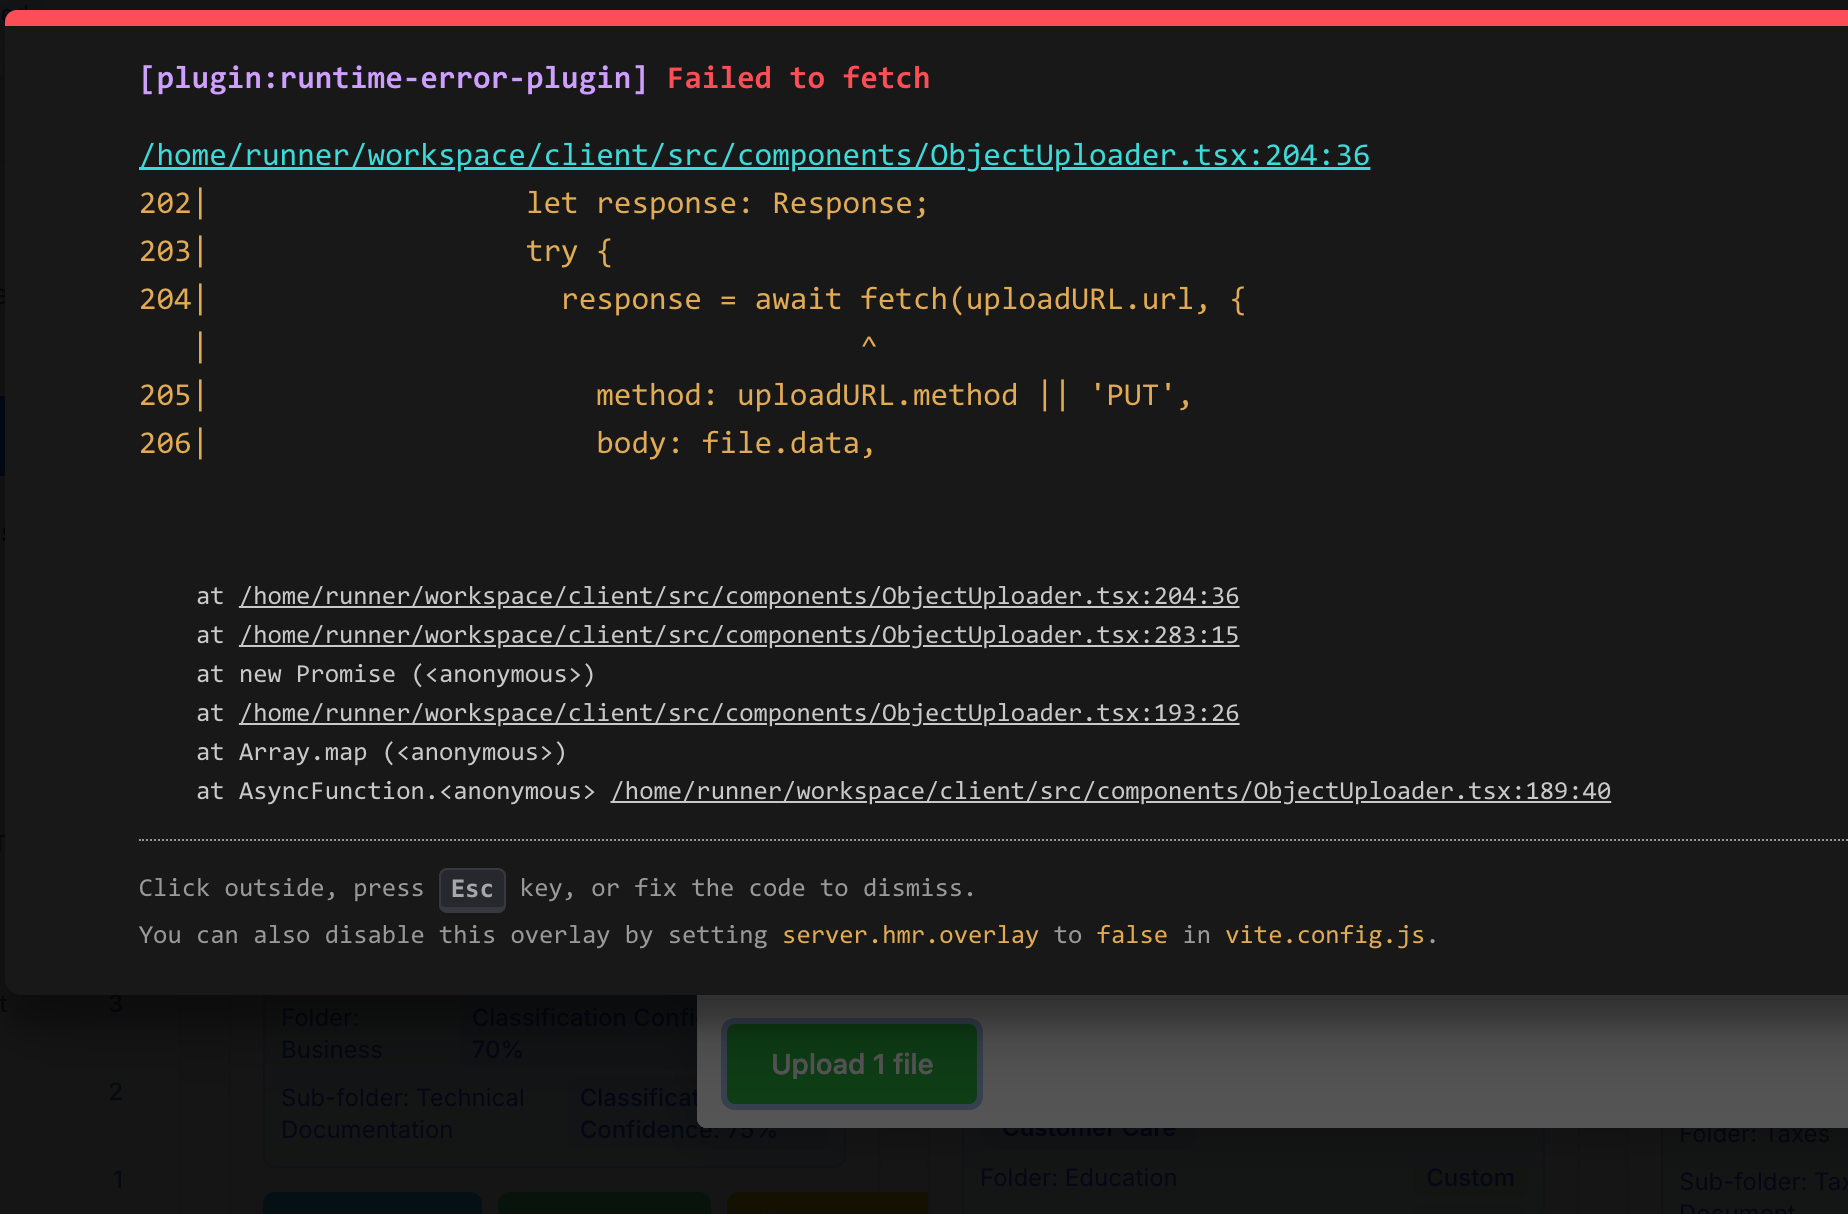 [plugin:runtime-error-plugin] Failed to fetch
/home/runner/workspace/client/src/components/ObjectUploader.tsx:204:36
202| let response: Response;
203| try {
204| response = await fetch(uploadURL.url, {
| ^
205| method: uploadURL.method || 'PUT',
206| body: file.data,
at /home/runner/workspace/client/src/components/ObjectUploader.tsx:204:36
at /home/runner/workspace/client/src/components/ObjectUploader.tsx:283:15
at new Promise (<anonymous>)
at /home/runner/workspace/client/src/components/ObjectUploader.tsx:193:26
at Array.map (<anonymous>)
at AsyncFunction.<anonymous> /home/runner/workspace/client/src/components/ObjectUploader.tsx:189:40
Click outside, press Esc key, or fix the code to dismiss.
You can also disable this overlay by setting server.hmr.overlay to false in vite.config.js.
3
Folder: Classification Confi
Business 70%
Upload 1 file
2
Sub-folder: Technical Classificat
Documentation Confidence: 75%
Customer Care
Folder: Taxes
1
Folder: Education Custom
Sub-folder: Tax
Document